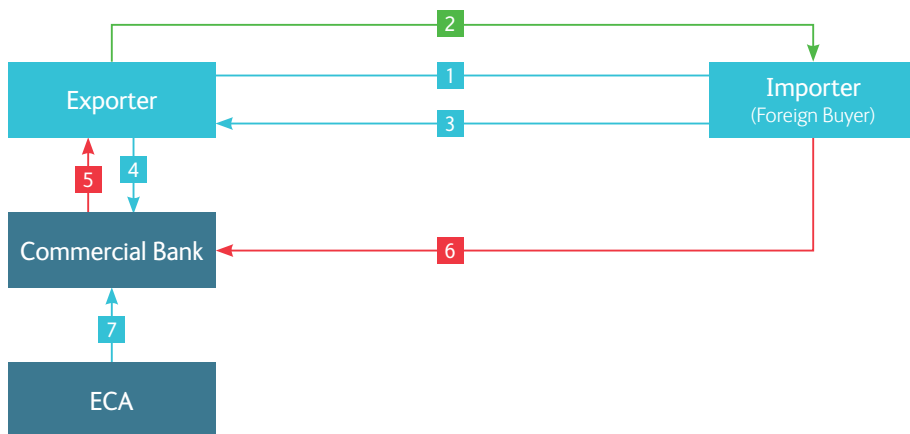 2
1
Exporter
Importer
(Foreign Buyer)
3
5
4
Commercial Bank
6
7
ECA